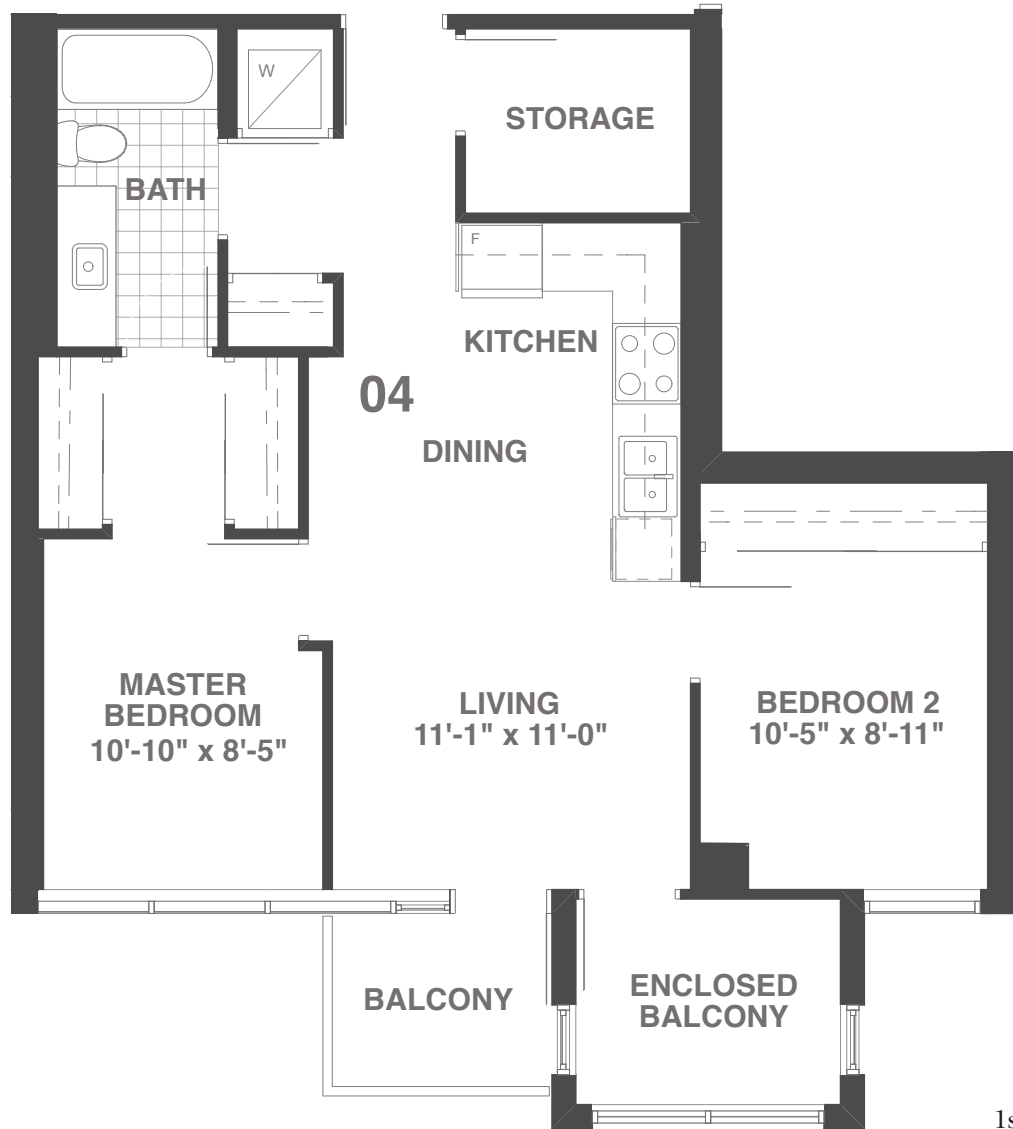 W
STORAGE
BATH
F
KITCHEN
04
DINING
MASTER
BEDROOM
10'-10" x 8'-5"
LIVING
11'-1" x 11'-0"
BEDROOM 2
10'-5" x 8'-11"
BALCONY
ENCLOSED
BALCONY